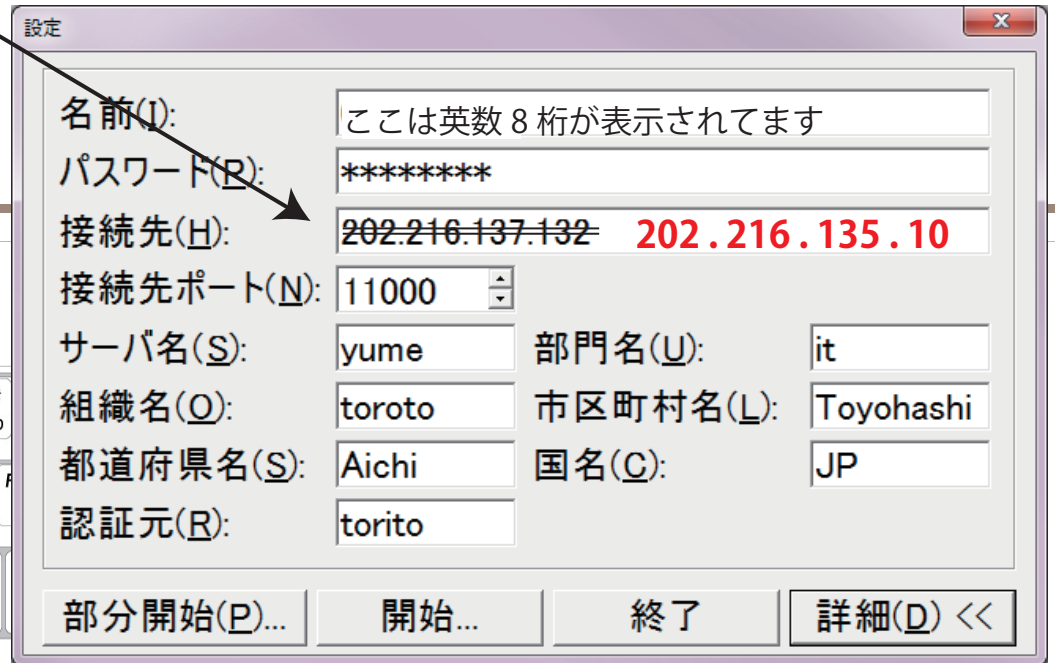 設定
名前(I): ここは英数8桁が表示されてます
パスワード(P): ********
接続先(H): 202.216.137.132 202.216.135.10
接続先ポート(N): 11000
サーバ名(S): yume 部門名(U): it
組織名(O): toroto 市区町村名(L): Toyohashi
都道府県名(S): Aichi 国名(C): JP
認証元(R): torito
部分開始(P)... 開始... 終了 詳細(D) <<